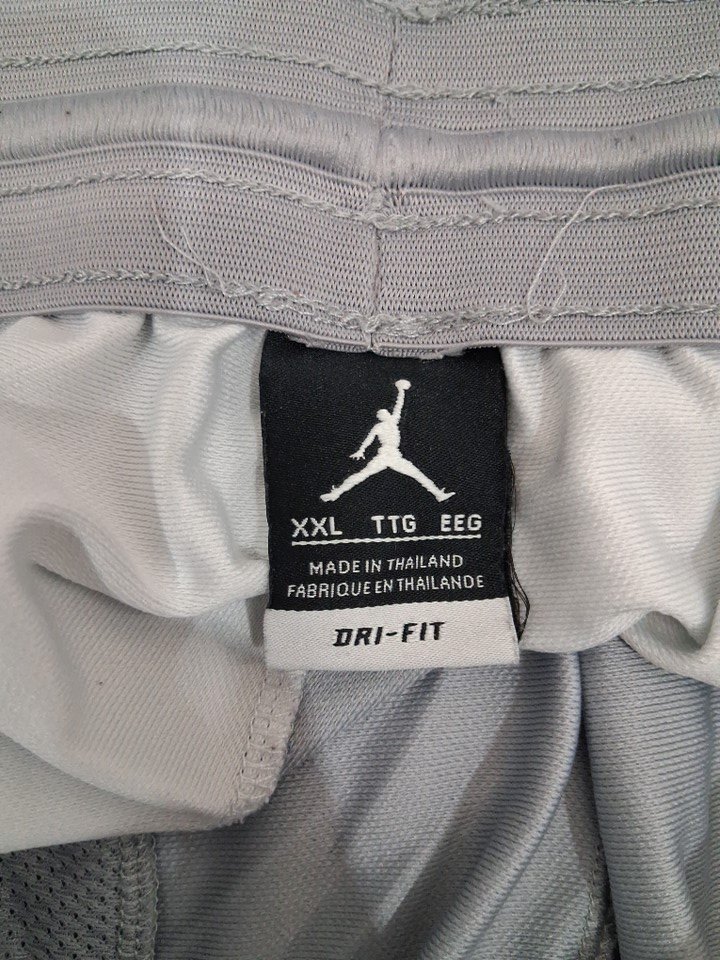 XXL TTG EEG
MADE IN THAILAND
FABRIQUE EN THAILANDE
DRI-FIT